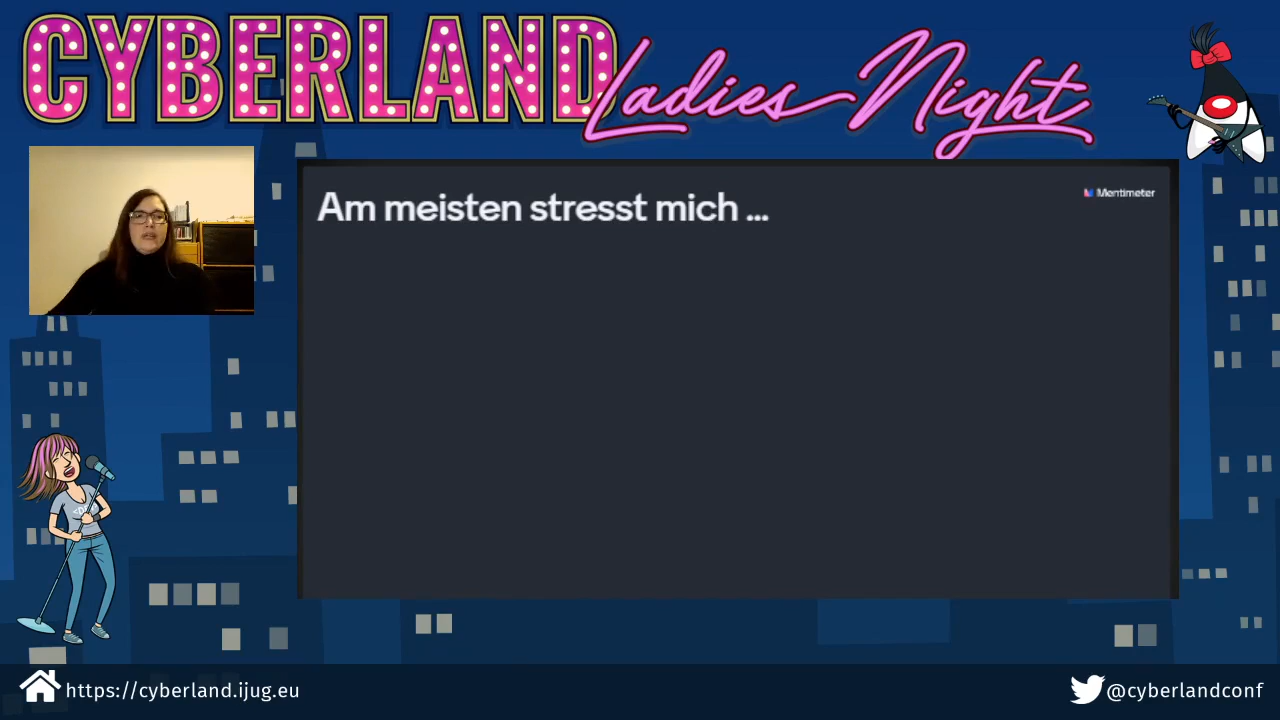 CYBERLAND
Ladies Night
Am meisten stresst mich ...
Mentimeter
https://cyberland.ijug.eu
@cyberlandconf